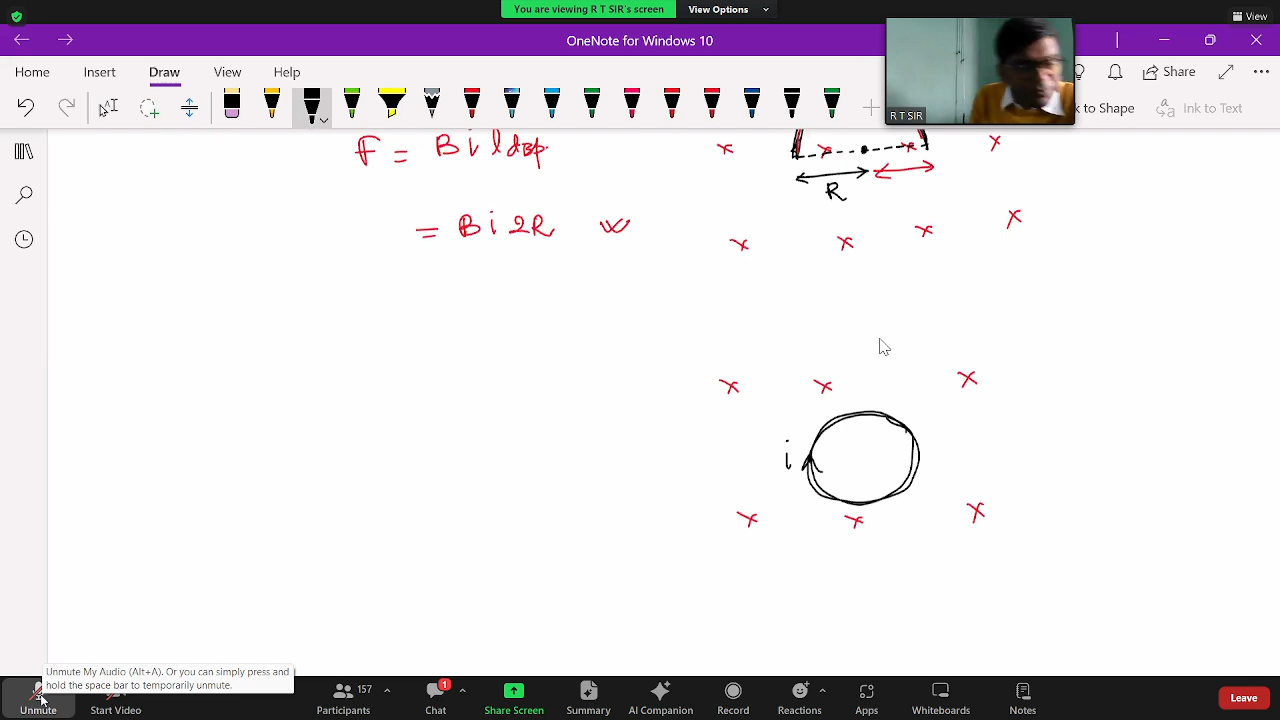 You are viewing R T SIR's screen
View Options
View
OneNote for Windows 10
Home Insert Draw View Help
Share
to Shape
Ink to Text
R T SIR
F = B i l disp.
= B i 2R
R
x x x
x x x x
x x x
i
x x x
Unmute My Audio (Alt+A). Or you can simply press and
hold the space bar to temporarily unmute.
157
1
Unmute Start Video Participants Chat Share Screen Summary AI Companion Record Reactions Apps Whiteboards Notes Leave